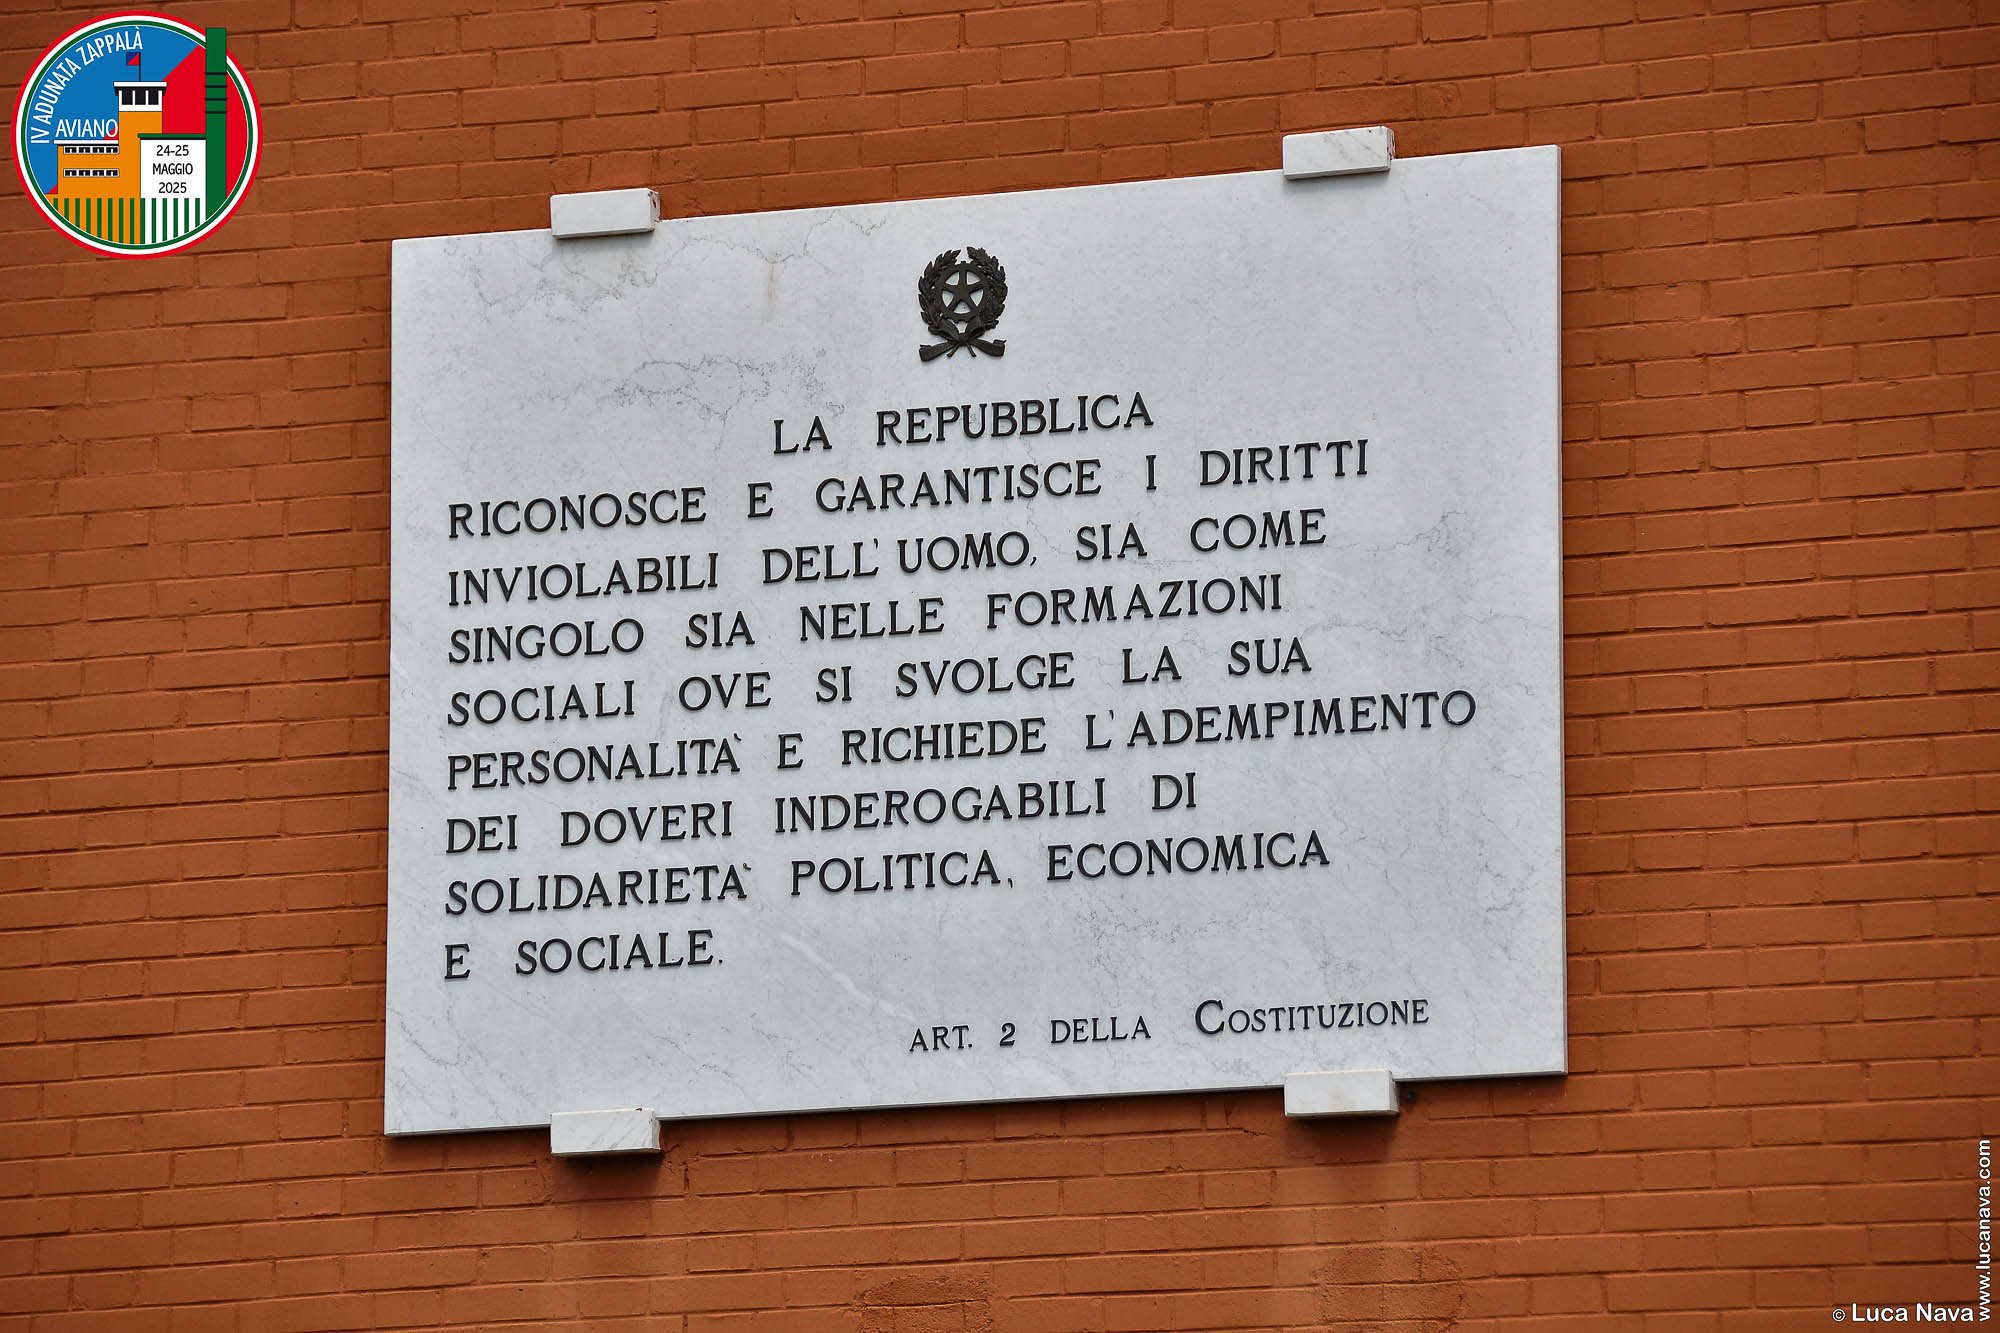 IV ADUNATA ZAPPALÀ
AVIANO
24-25
MAGGIO
2025
LA REPUBBLICA
RICONOSCE E GARANTISCE I DIRITTI
INVIOLABILI DELL'UOMO, SIA COME
SINGOLO SIA NELLE FORMAZIONI
SOCIALI OVE SI SVOLGE LA SUA
PERSONALITA' E RICHIEDE L'ADEMPIMENTO
DEI DOVERI INDEROGABILI DI
SOLIDARIETA' POLITICA, ECONOMICA
E SOCIALE.
ART. 2 DELLA COSTITUZIONE
© Luca Nava www.lucanava.com